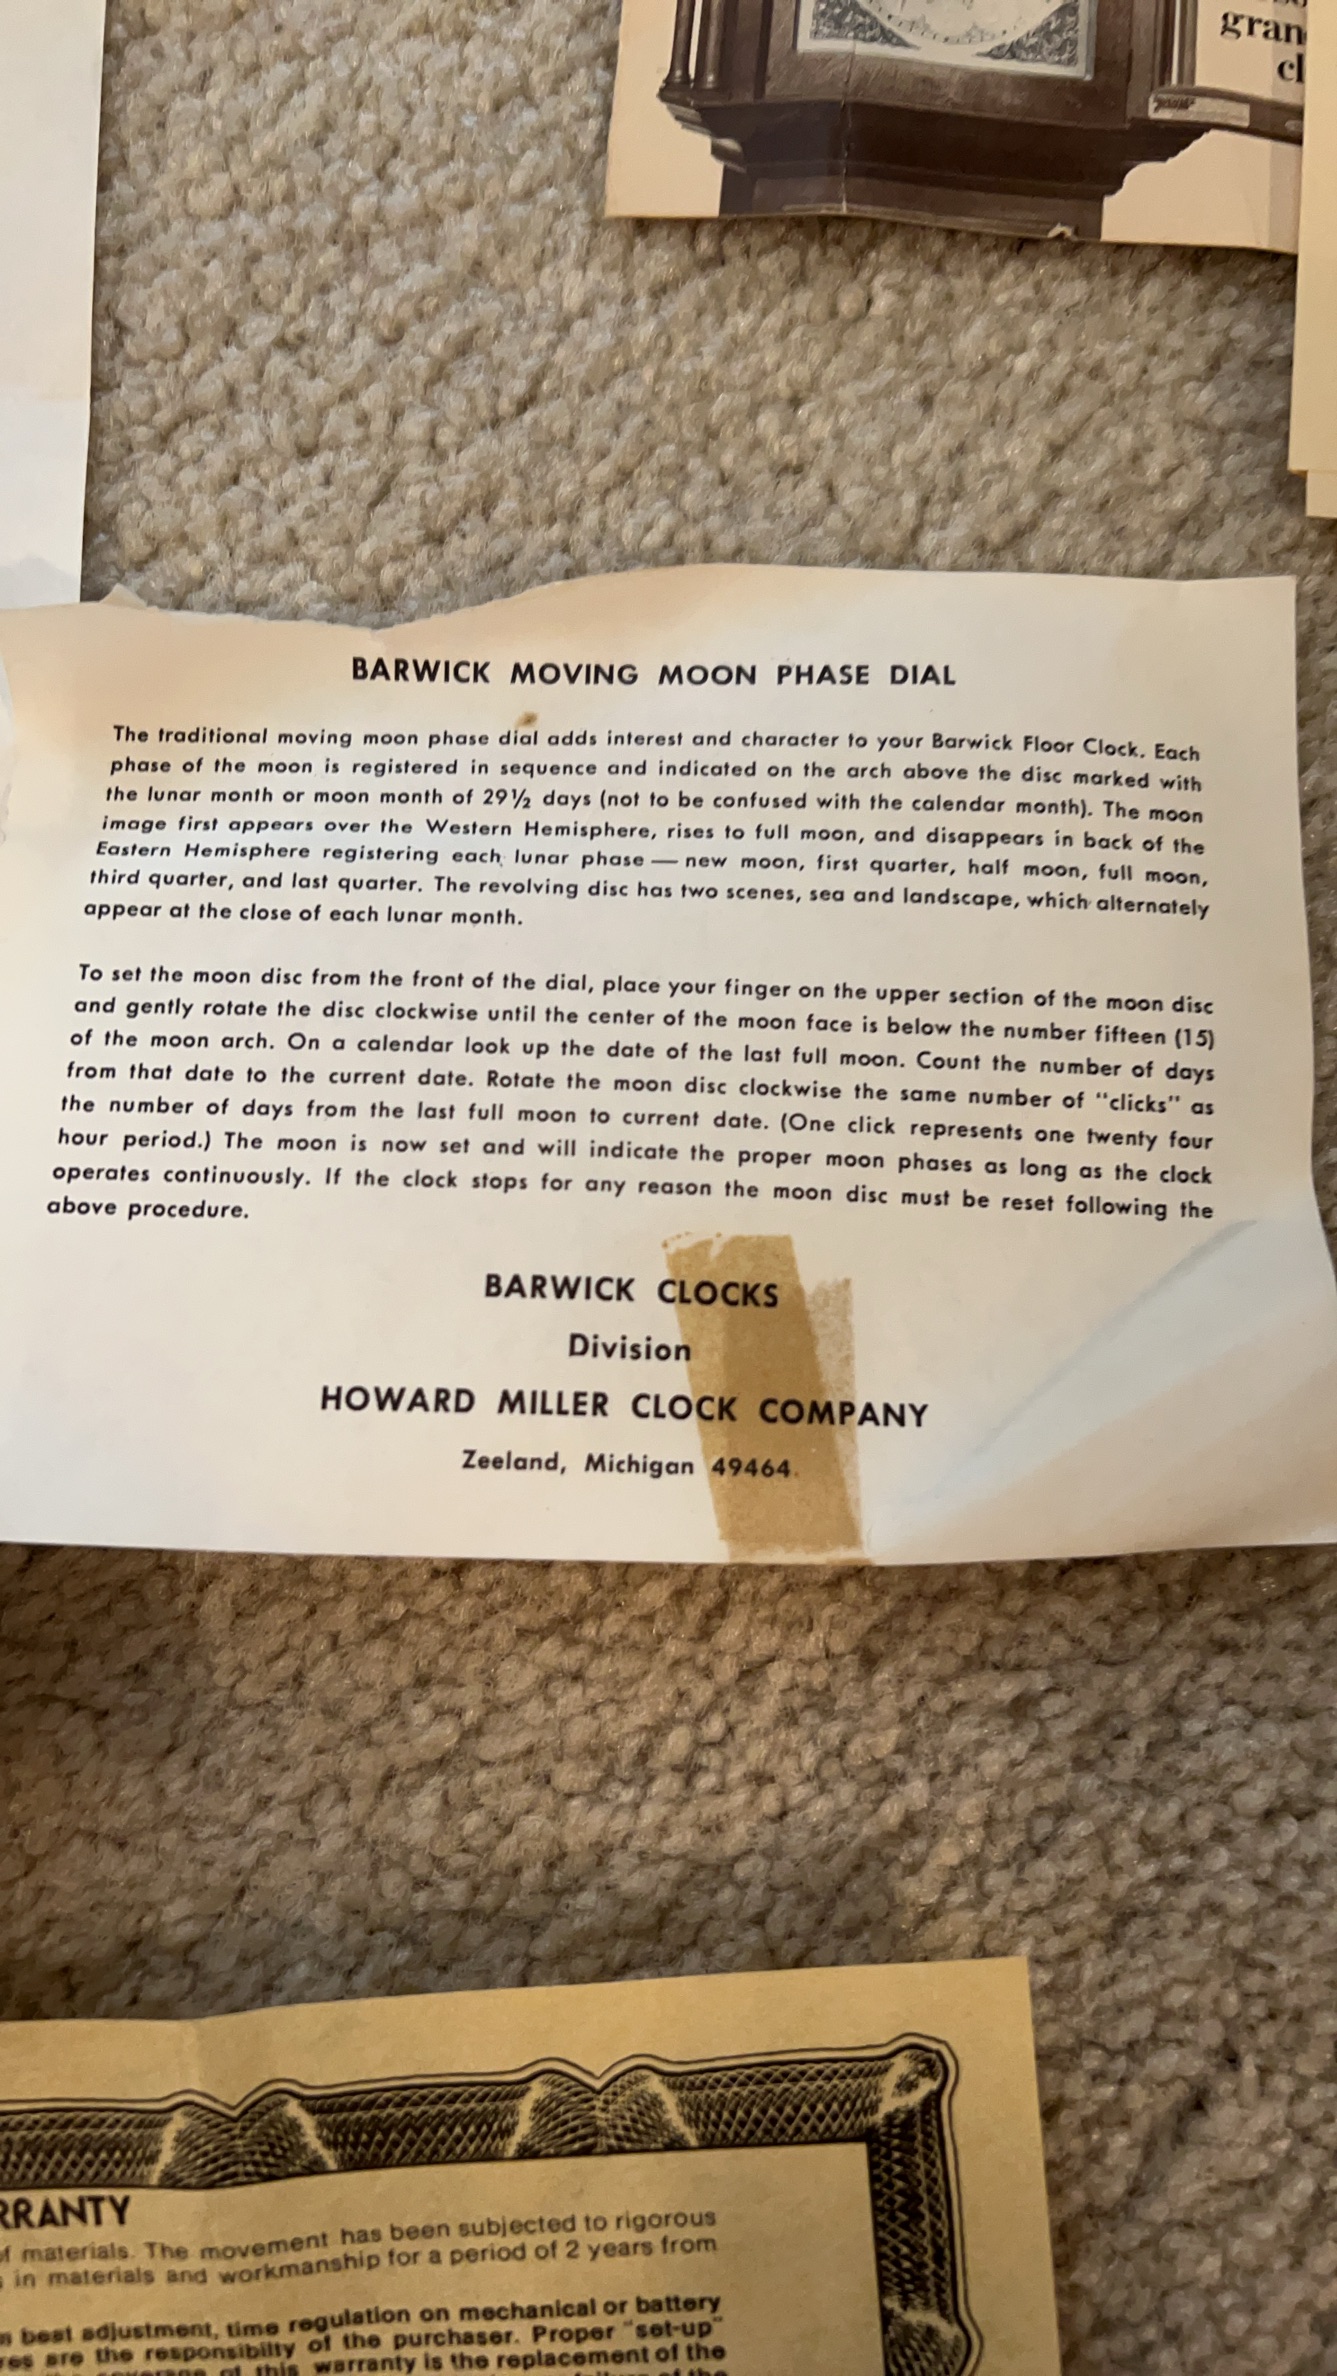 gran
cl
BARWICK MOVING MOON PHASE DIAL
The traditional moving moon phase dial adds interest and character to your Barwick Floor Clock. Each
phase of the moon is registered in sequence and indicated on the arch above the disc marked with
the lunar month or moon month of 29½ days (not to be confused with the calendar month). The moon
image first appears over the Western Hemisphere, rises to full moon, and disappears in back of the
Eastern Hemisphere registering each lunar phase — new moon, first quarter, half moon, full moon,
third quarter, and last quarter. The revolving disc has two scenes, sea and landscape, which alternately
appear at the close of each lunar month.
To set the moon disc from the front of the dial, place your finger on the upper section of the moon disc
and gently rotate the disc clockwise until the center of the moon face is below the number fifteen (15)
of the moon arch. On a calendar look up the date of the last full moon. Count the number of days
from that date to the current date. Rotate the moon disc clockwise the same number of "clicks" as
the number of days from the last full moon to current date. (One click represents one twenty four
hour period.) The moon is now set and will indicate the proper moon phases as long as the clock
operates continuously. If the clock stops for any reason the moon disc must be reset following the
above procedure.
BARWICK CLOCKS
Division
HOWARD MILLER CLOCK COMPANY
Zeeland, Michigan 49464
RRANTY
of materials. The movement has been subjected to rigorous
in materials and workmanship for a period of 2 years from
beat adjustment, time regulation on mechanical or battery
res are the responsibilty of the purchaser. Proper "set-up"
of this warranty is the replacement of the